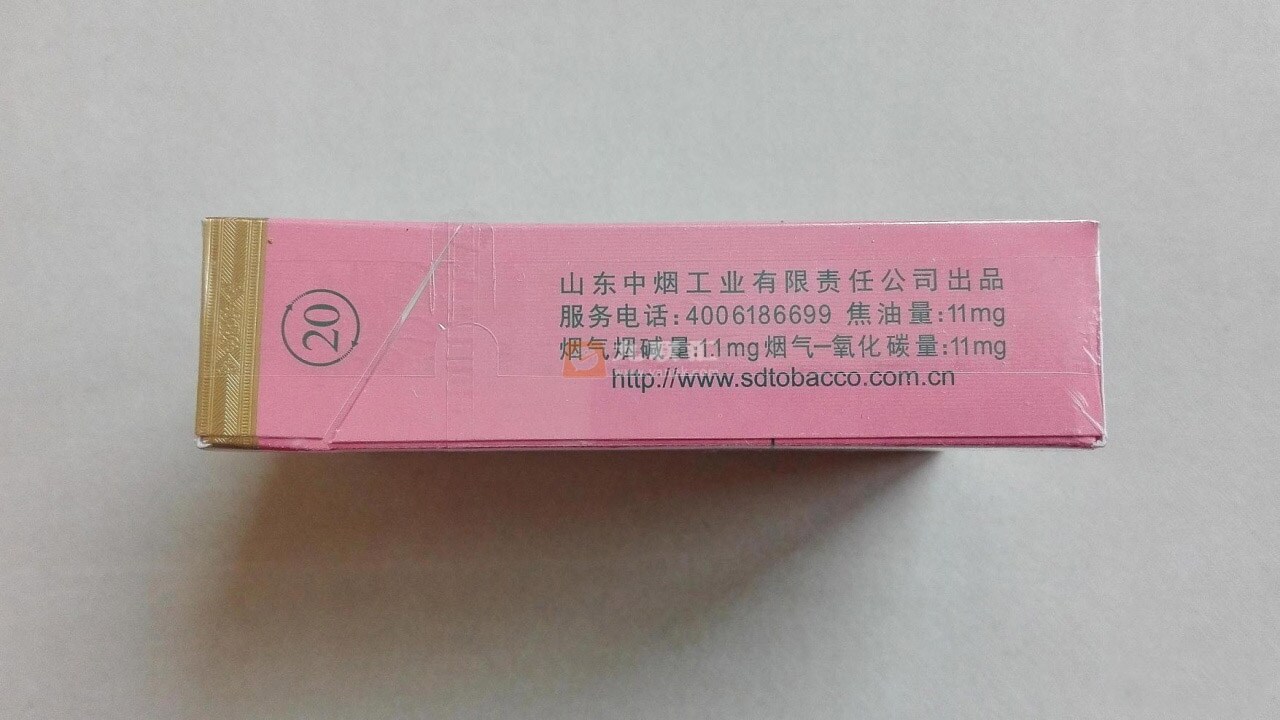 20
山东中烟工业有限责任公司出品
服务电话:4006186699 焦油量:11mg
烟气烟碱量:1.1mg 烟气一氧化碳量:11mg
http://www.sdtobacco.com.cn